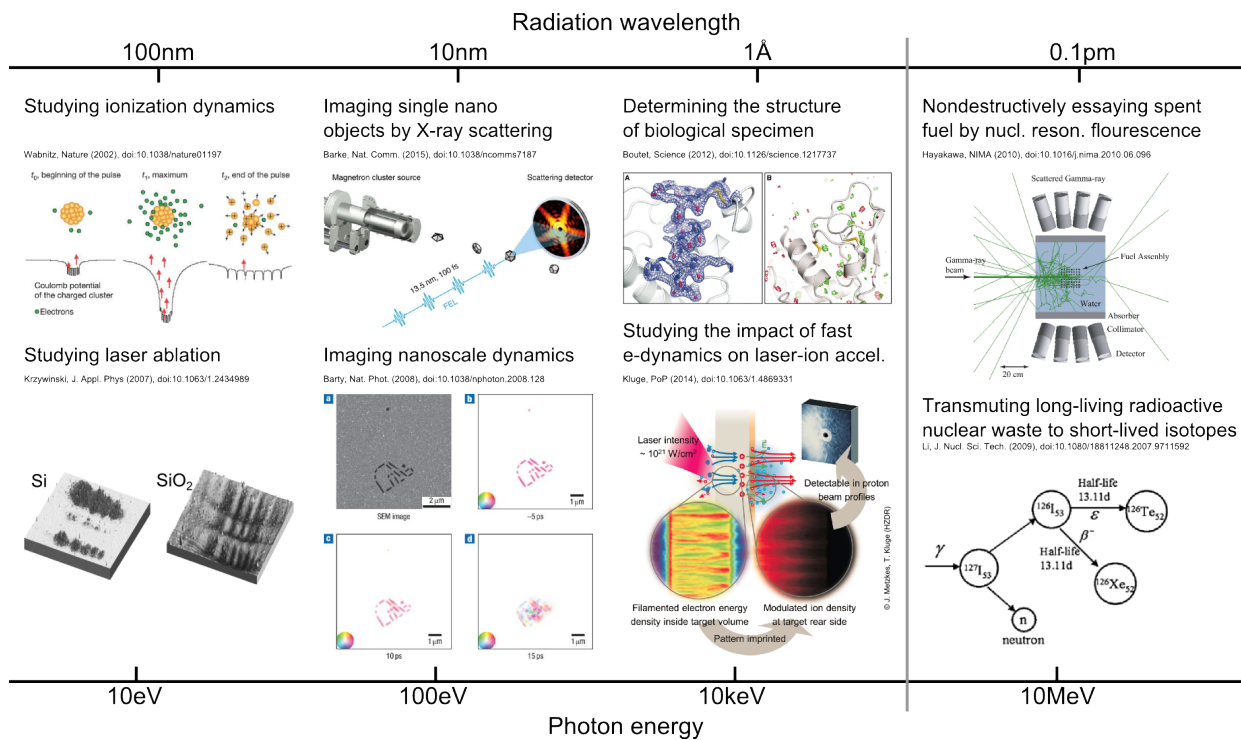 Radiation wavelength
100nm
10nm
1Å
0.1pm
Studying ionization dynamics
Wabnitz, Nature (2002), doi:10.1038/nature01197
t0, beginning of the pulse
t1, maximum
t2, end of the pulse
Coulomb potential
of the charged cluster
Electrons
Studying laser ablation
Krzywinski, J. Appl. Phys (2007), doi:10.1063/1.2434989
Si
SiO2
Imaging single nano
objects by X-ray scattering
Barke, Nat. Comm. (2015), doi:10.1038/ncomms7187
Magnetron cluster source
Scattering detector
13.5 nm, 100 fs
FEL
Imaging nanoscale dynamics
Barty, Nat. Phot. (2008), doi:10.1038/nphoton.2008.128
a
b
2 μm
1 μm
SEM image
−5 ps
c
d
1 μm
1 μm
10 ps
15 ps
Determining the structure
of biological specimen
Boutet, Science (2012), doi:10.1126/science.1217737
A
B
Studying the impact of fast
e-dynamics on laser-ion accel.
Kluge, PoP (2014), doi:10.1063/1.4869331
Laser intensity
~ 10²¹ W/cm²
Detectable in proton
beam profiles
Filamented electron energy
density inside target volume
Modulated ion density
at target rear side
Pattern imprinted
© J. Metzkes, T. Kluge (HZDR)
Nondestructively essaying spent
fuel by nucl. reson. flourescence
Hayakawa, NIMA (2010), doi:10.1016/j.nima.2010.06.096
Scattered Gamma-ray
Gamma-ray
beam
Fuel Assembly
Water
Absorber
Collimator
Detector
20 cm
Transmuting long-living radioactive
nuclear waste to short-lived isotopes
Li, J. Nucl. Sci. Tech. (2009), doi:10.1080/18811248.2007.9711592
γ
127I53
n
neutron
126I53
Half-life
13.11d
ε
126Te52
β−
Half-life
13.11d
126Xe52
10eV
100eV
10keV
10MeV
Photon energy